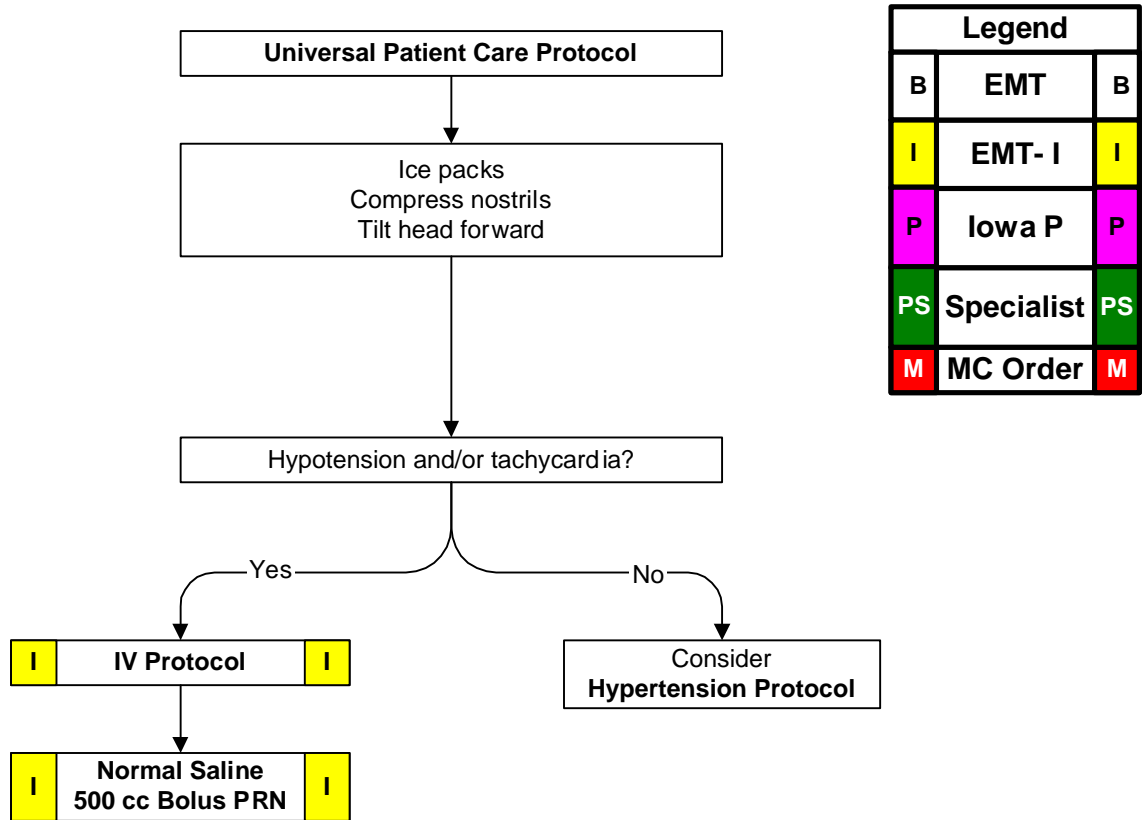 Universal Patient Care Protocol
Ice packs
Compress nostrils
Tilt head forward
Hypotension and/or tachycardia?
Yes
No
I IV Protocol I
Consider
Hypertension Protocol
I Normal Saline I
500 cc Bolus PRN
Legend
B EMT B
I EMT- I I
P Iowa P P
PS Specialist PS
M MC Order M